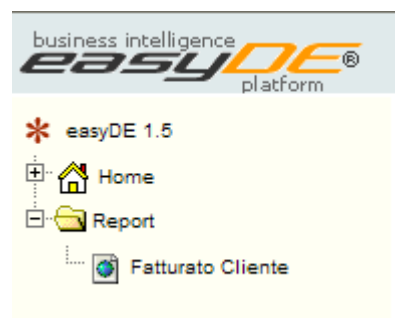 business intelligence
easyDE®
platform
easyDE 1.5
Home
Report
Fatturato Cliente